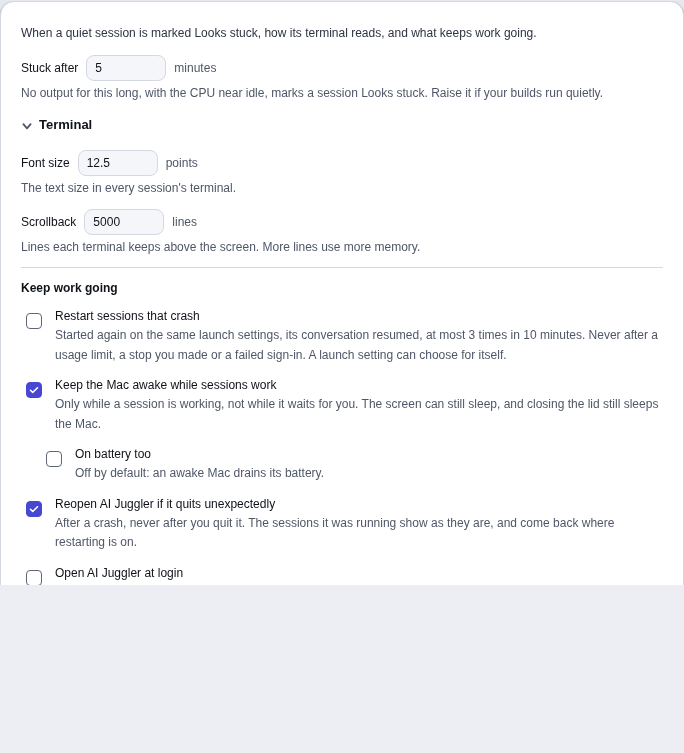 When a quiet session is marked Looks stuck, how its terminal reads, and what keeps work going.
Stuck after 5 minutes
No output for this long, with the CPU near idle, marks a session Looks stuck. Raise it if your builds run quietly.
Terminal
Font size 12.5 points
The text size in every session's terminal.
Scrollback 5000 lines
Lines each terminal keeps above the screen. More lines use more memory.
Keep work going
Restart sessions that crash
Started again on the same launch settings, its conversation resumed, at most 3 times in 10 minutes. Never after a
usage limit, a stop you made or a failed sign-in. A launch setting can choose for itself.
Keep the Mac awake while sessions work
Only while a session is working, not while it waits for you. The screen can still sleep, and closing the lid still sleeps
the Mac.
On battery too
Off by default: an awake Mac drains its battery.
Reopen AI Juggler if it quits unexpectedly
After a crash, never after you quit it. The sessions it was running show as they are, and come back where
restarting is on.
Open AI Juggler at login